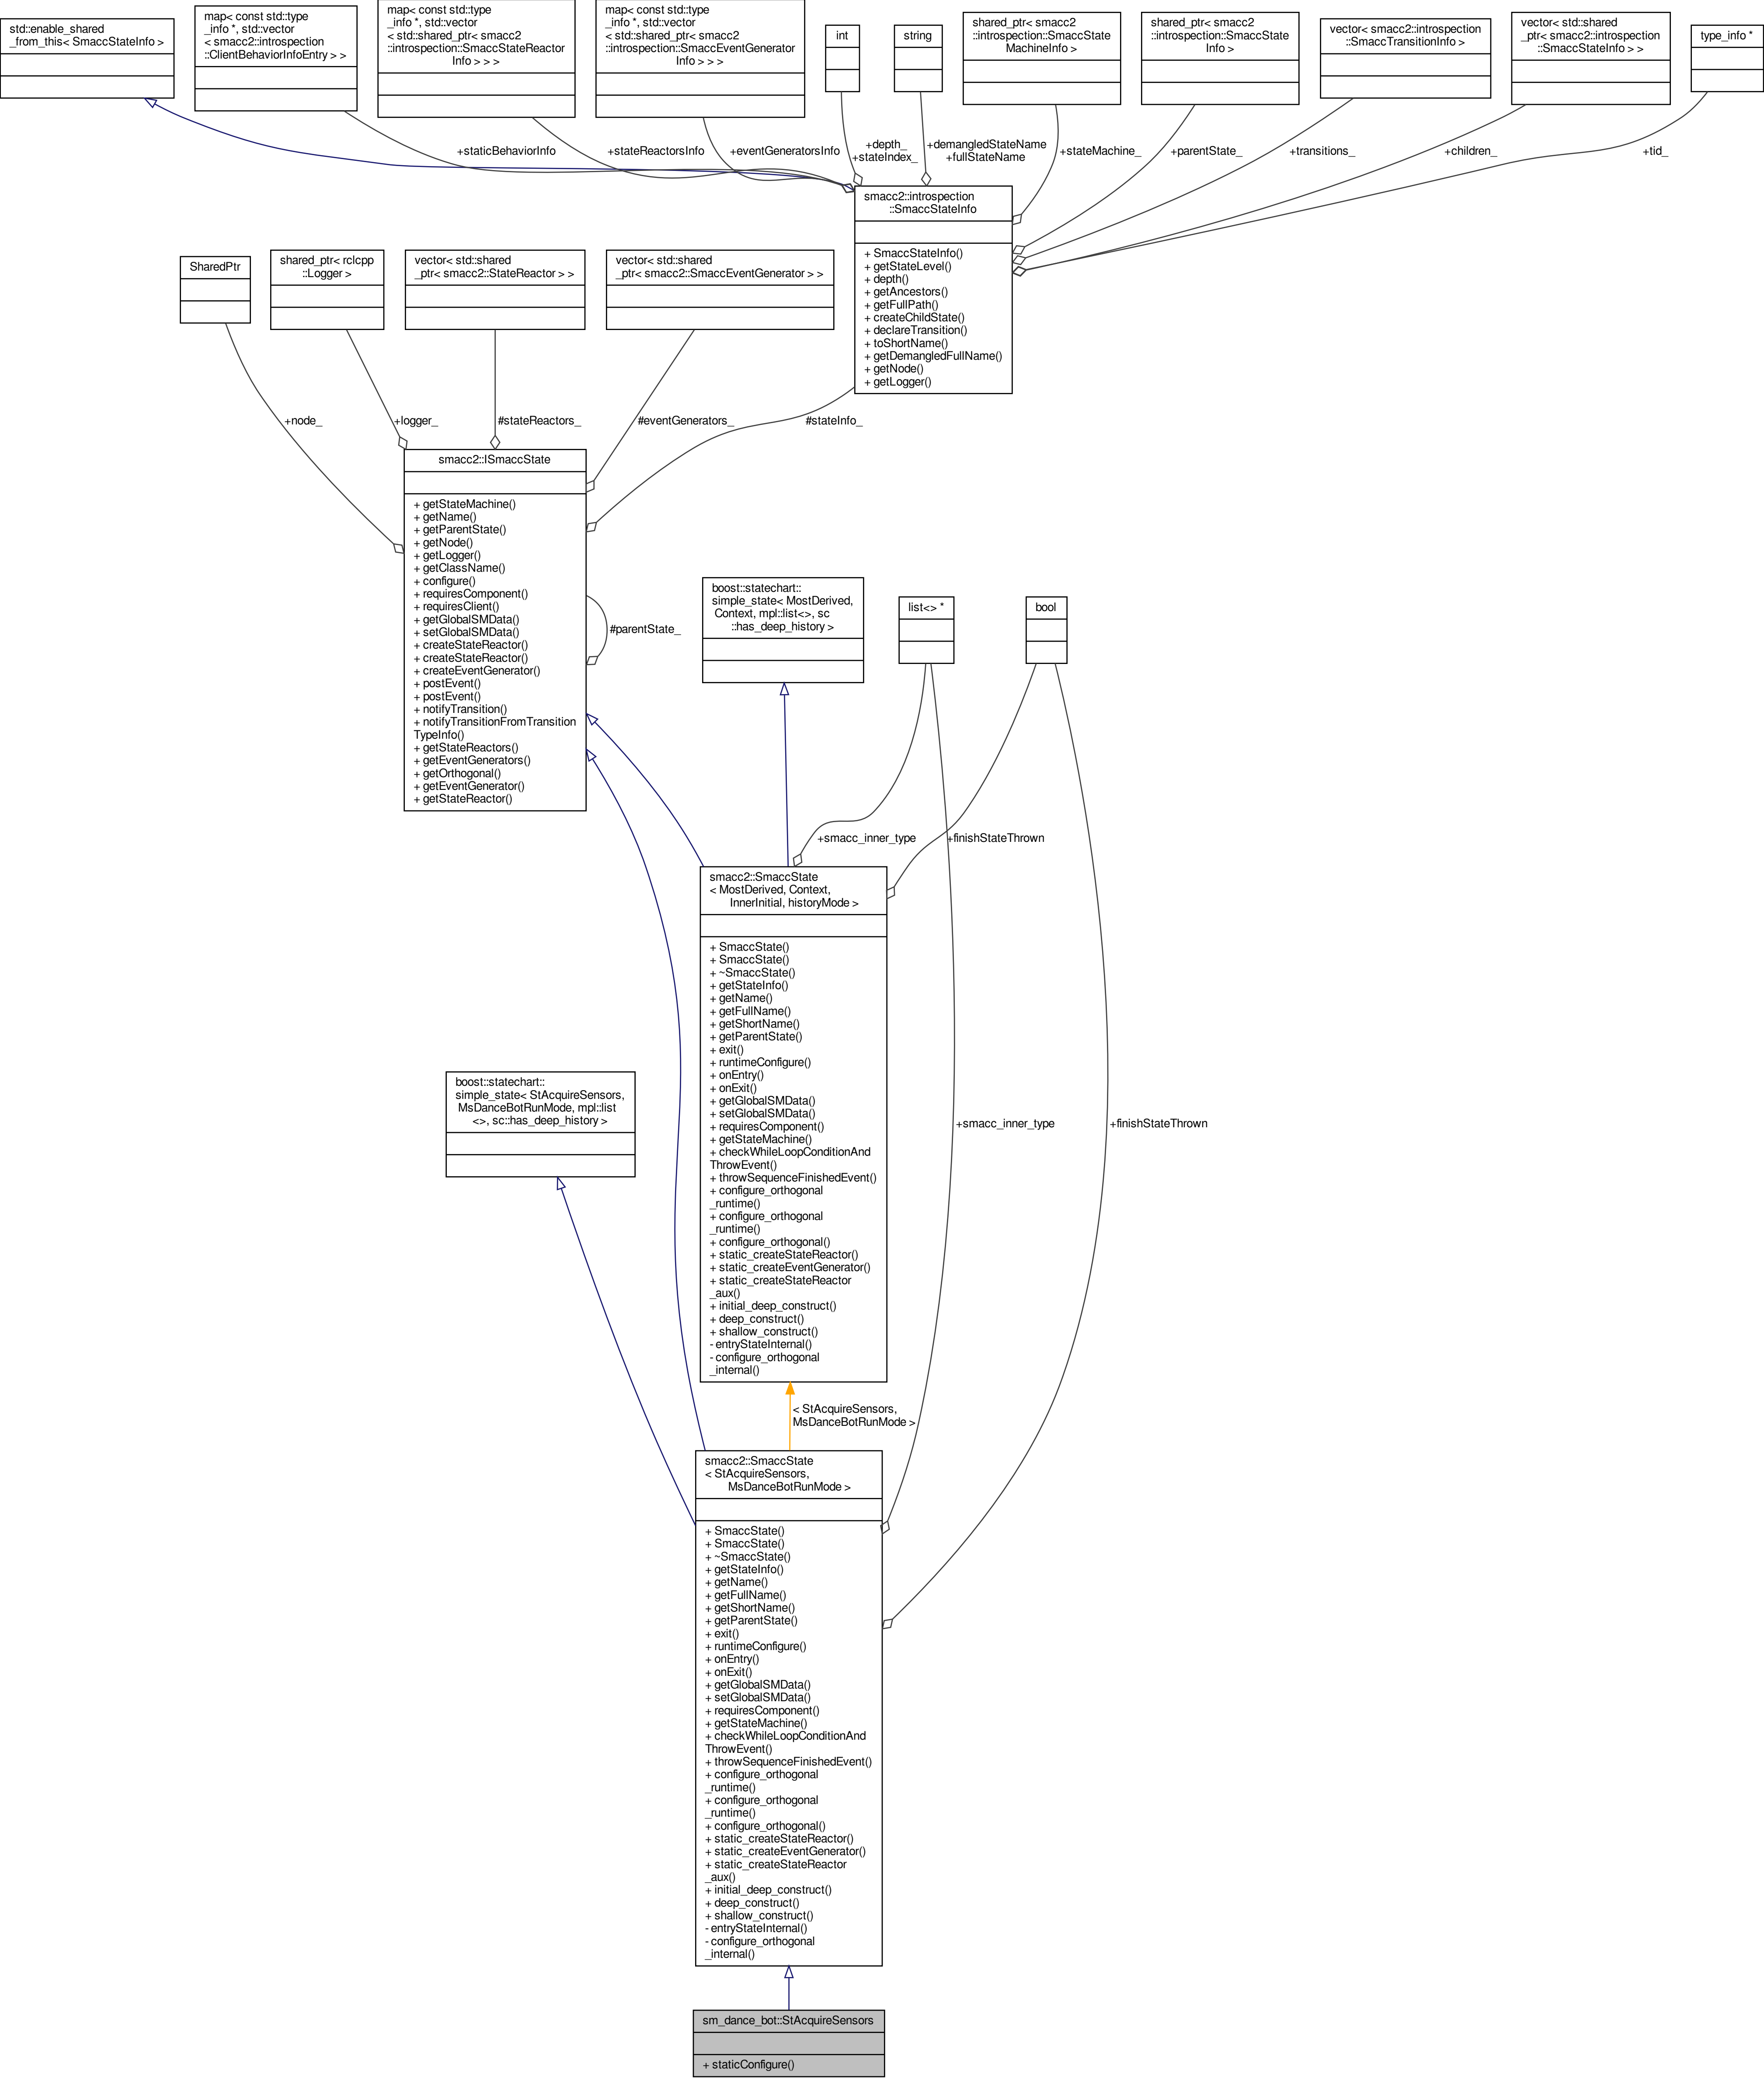 std::enable_shared
_from_this< SmaccStateInfo >
map< const std::type
_info *, std::vector
< smacc2::introspection
::ClientBehaviorInfoEntry > >
map< const std::type
_info *, std::vector
< std::shared_ptr< smacc2
::introspection::SmaccStateReactor
Info > > >
map< const std::type
_info *, std::vector
< std::shared_ptr< smacc2
::introspection::SmaccEventGenerator
Info > > >
int
string
shared_ptr< smacc2
::introspection::SmaccState
MachineInfo >
shared_ptr< smacc2
::introspection::SmaccState
Info >
vector< smacc2::introspection
::SmaccTransitionInfo >
vector< std::shared
_ptr< smacc2::introspection
::SmaccStateInfo > >
type_info *
+staticBehaviorInfo
+stateReactorsInfo
+eventGeneratorsInfo
+depth_
+stateIndex_
+demangledStateName
+fullStateName
+stateMachine_
+parentState_
+transitions_
+children_
+tid_
smacc2::introspection
::SmaccStateInfo
+ SmaccStateInfo()
+ getStateLevel()
+ depth()
+ getAncestors()
+ getFullPath()
+ createChildState()
+ declareTransition()
+ toShortName()
+ getDemangledFullName()
+ getNode()
+ getLogger()
SharedPtr
shared_ptr< rclcpp
::Logger >
vector< std::shared
_ptr< smacc2::StateReactor > >
vector< std::shared
_ptr< smacc2::SmaccEventGenerator > >
+node_
+logger_
#stateReactors_
#eventGenerators_
#stateInfo_
smacc2::ISmaccState
+ getStateMachine()
+ getName()
+ getParentState()
+ getNode()
+ getLogger()
+ getClassName()
+ configure()
+ requiresComponent()
+ requiresClient()
+ getGlobalSMData()
+ setGlobalSMData()
+ createStateReactor()
+ createStateReactor()
+ createEventGenerator()
+ postEvent()
+ postEvent()
+ notifyTransition()
+ notifyTransitionFromTransition
TypeInfo()
+ getStateReactors()
+ getEventGenerators()
+ getOrthogonal()
+ getEventGenerator()
+ getStateReactor()
#parentState_
boost::statechart::
simple_state< MostDerived,
Context, mpl::list<>, sc
::has_deep_history >
list<> *
bool
+smacc_inner_type
+finishStateThrown
smacc2::SmaccState
< MostDerived, Context,
InnerInitial, historyMode >
+ SmaccState()
+ SmaccState()
+ ~SmaccState()
+ getStateInfo()
+ getName()
+ getFullName()
+ getShortName()
+ getParentState()
+ exit()
+ runtimeConfigure()
+ onEntry()
+ onExit()
+ getGlobalSMData()
+ setGlobalSMData()
+ requiresComponent()
+ getStateMachine()
+ checkWhileLoopConditionAnd
ThrowEvent()
+ throwSequenceFinishedEvent()
+ configure_orthogonal
_runtime()
+ configure_orthogonal
_runtime()
+ configure_orthogonal()
+ static_createStateReactor()
+ static_createEventGenerator()
+ static_createStateReactor
_aux()
+ initial_deep_construct()
+ deep_construct()
+ shallow_construct()
- entryStateInternal()
- configure_orthogonal
_internal()
boost::statechart::
simple_state< StAcquireSensors,
MsDanceBotRunMode, mpl::list
<>, sc::has_deep_history >
+smacc_inner_type
+finishStateThrown
< StAcquireSensors,
MsDanceBotRunMode >
smacc2::SmaccState
< StAcquireSensors,
MsDanceBotRunMode >
+ SmaccState()
+ SmaccState()
+ ~SmaccState()
+ getStateInfo()
+ getName()
+ getFullName()
+ getShortName()
+ getParentState()
+ exit()
+ runtimeConfigure()
+ onEntry()
+ onExit()
+ getGlobalSMData()
+ setGlobalSMData()
+ requiresComponent()
+ getStateMachine()
+ checkWhileLoopConditionAnd
ThrowEvent()
+ throwSequenceFinishedEvent()
+ configure_orthogonal
_runtime()
+ configure_orthogonal
_runtime()
+ configure_orthogonal()
+ static_createStateReactor()
+ static_createEventGenerator()
+ static_createStateReactor
_aux()
+ initial_deep_construct()
+ deep_construct()
+ shallow_construct()
- entryStateInternal()
- configure_orthogonal
_internal()
sm_dance_bot::StAcquireSensors
+ staticConfigure()